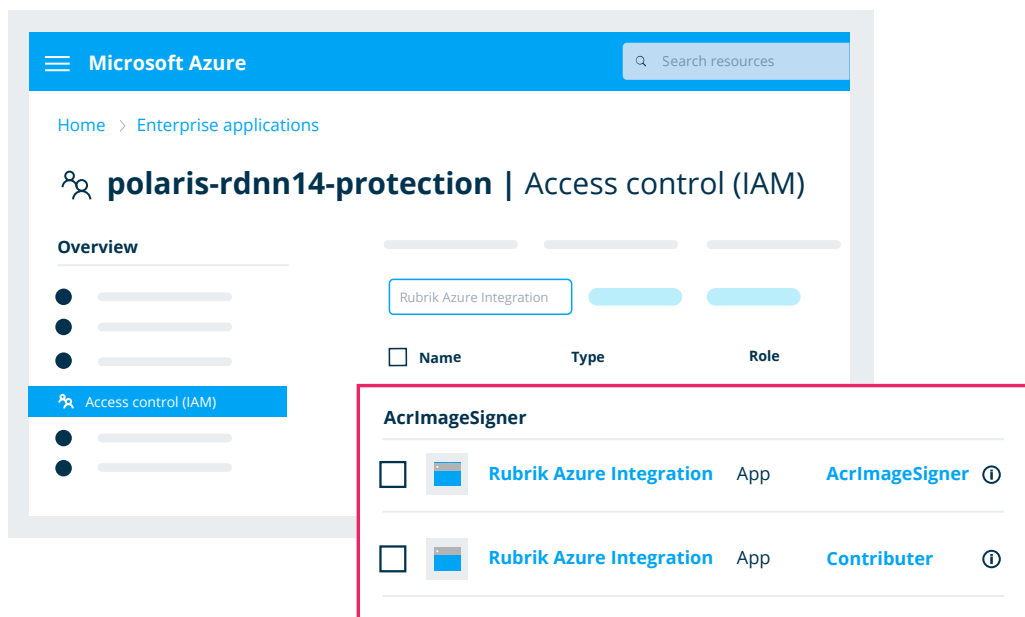 Microsoft Azure
Search resources
Home > Enterprise applications
polaris-rdnn14-protection | Access control (IAM)
Overview
Rubrik Azure Integration
Name Type Role
Access control (IAM)
AcrImageSigner
Rubrik Azure Integration App AcrImageSigner
Rubrik Azure Integration App Contributer